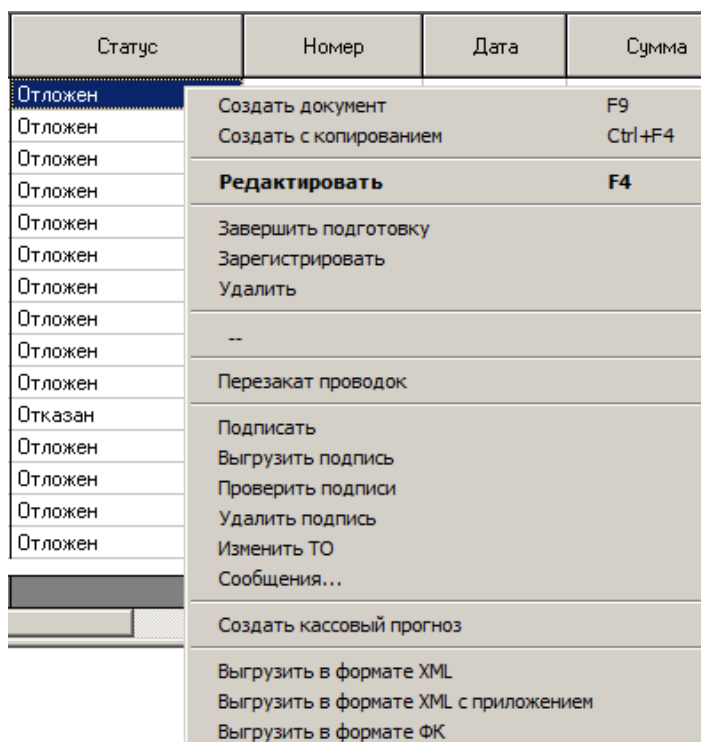 Статус Номер Дата Сумма
Отложен
Отложен
Отложен
Отложен
Отложен
Отложен
Отложен
Отложен
Отложен
Отложен
Отказан
Отложен
Отложен
Отложен
Отложен
Создать документ F9
Создать с копированием Ctrl+F4
Редактировать F4
Завершить подготовку
Зарегистрировать
Удалить
--
Перезакат проводок
Подписать
Выгрузить подпись
Проверить подписи
Удалить подпись
Изменить ТО
Сообщения...
Создать кассовый прогноз
Выгрузить в формате XML
Выгрузить в формате XML с приложением
Выгрузить в формате ФК